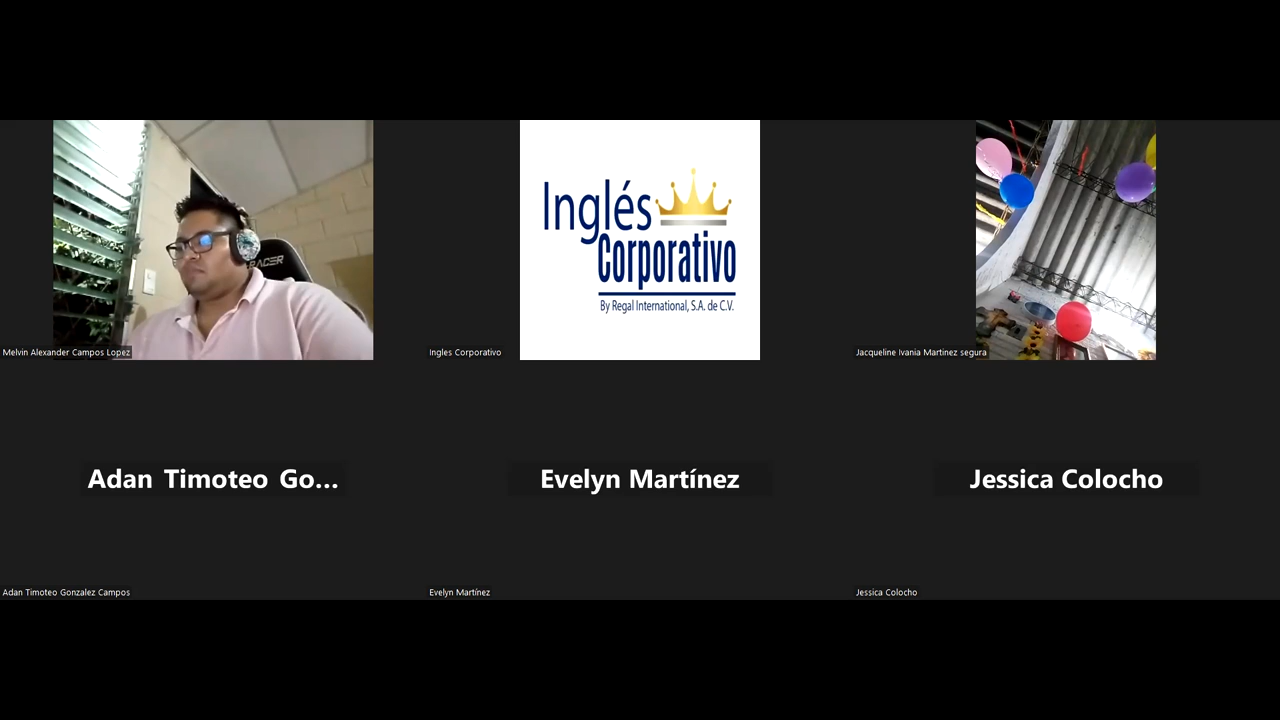 RACER
Inglés
Corporativo
By Regal International, S.A. de C.V.
Melvin Alexander Campos Lopez
Ingles Corporativo
Jacqueline Ivania Martinez segura
Adan Timoteo Go...
Evelyn Martínez
Jessica Colocho
Adan Timoteo Gonzalez Campos
Evelyn Martínez
Jessica Colocho